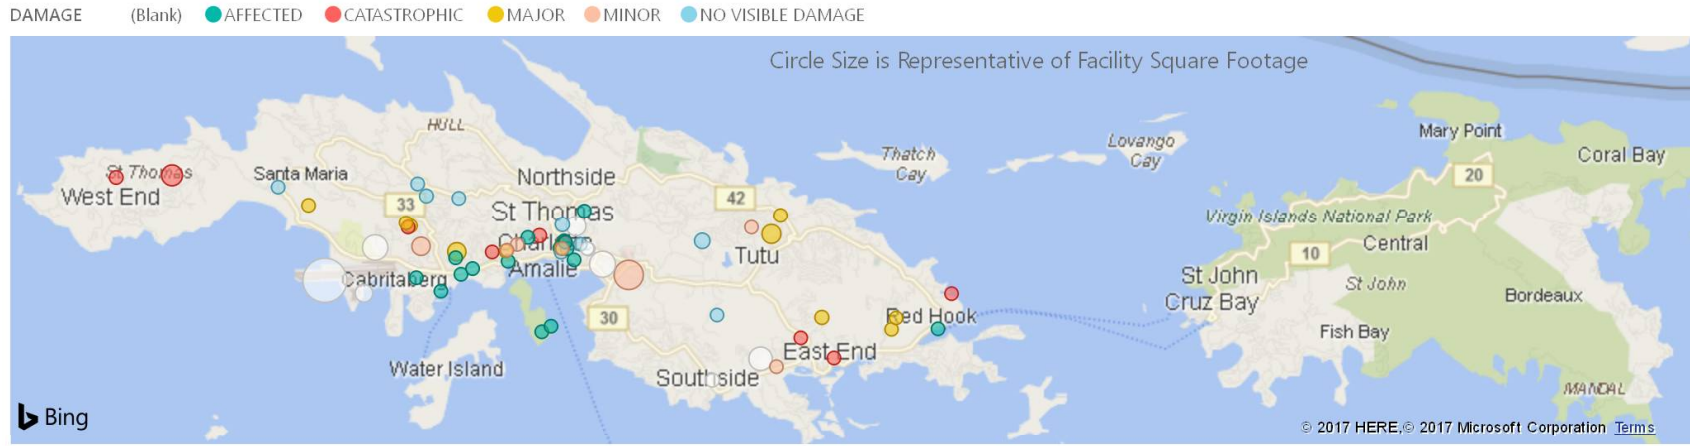 DAMAGE (Blank) AFFECTED CATASTROPHIC MAJOR MINOR NO VISIBLE DAMAGE
Circle Size is Representative of Facility Square Footage
HULL
Mary Point
Lovango
Cay
Thatch
Cay
Coral Bay
St Thomas
West End
Santa Maria
Northside
20
33
42
St Thomas
Virgin Islands National Park
Charlotte
Amalie
Tutu
Central
10
Cabritaberg
St John
Cruz Bay
St John
Bordeaux
30
Red Hook
Fish Bay
East End
Water Island
Southside
MANDAL
Bing
© 2017 HERE,© 2017 Microsoft Corporation Terms